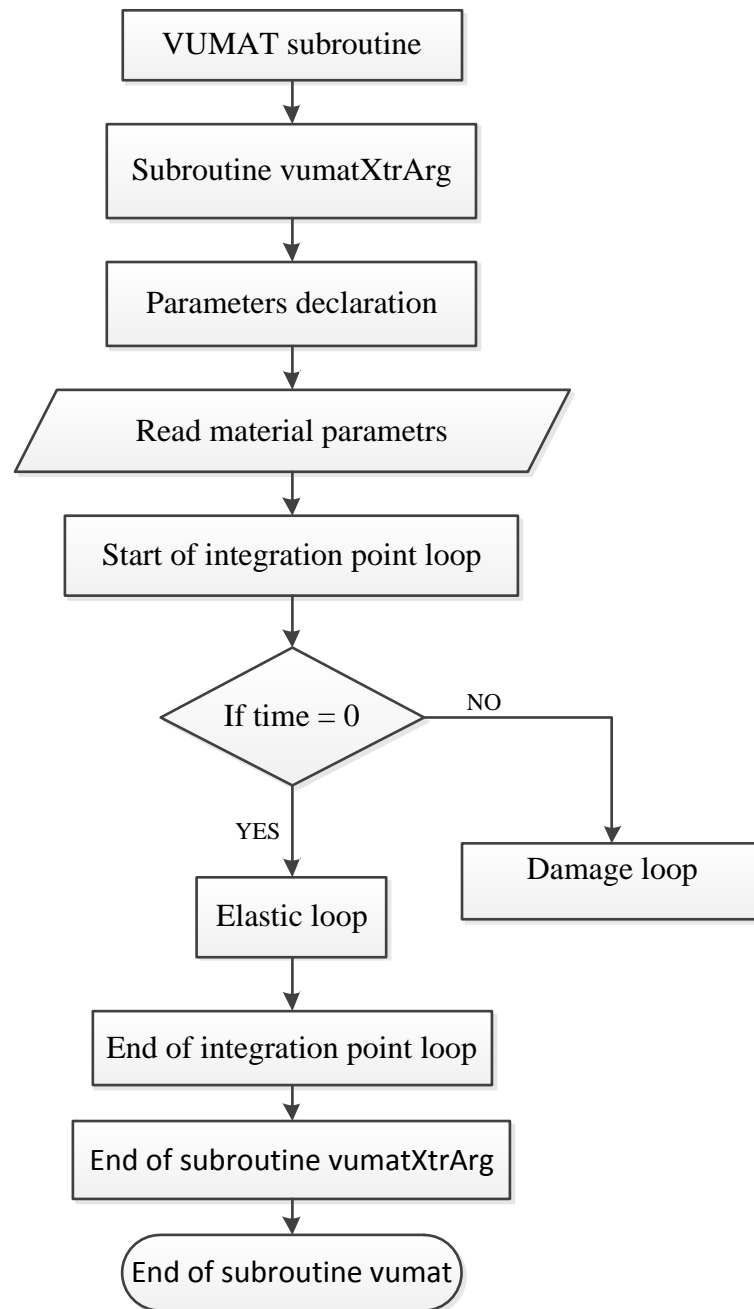 VUMAT subroutine
Subroutine vumatXtrArg
Parameters declaration
Read material parametrs
Start of integration point loop
If time = 0
NO
YES
Damage loop
Elastic loop
End of integration point loop
End of subroutine vumatXtrArg
End of subroutine vumat